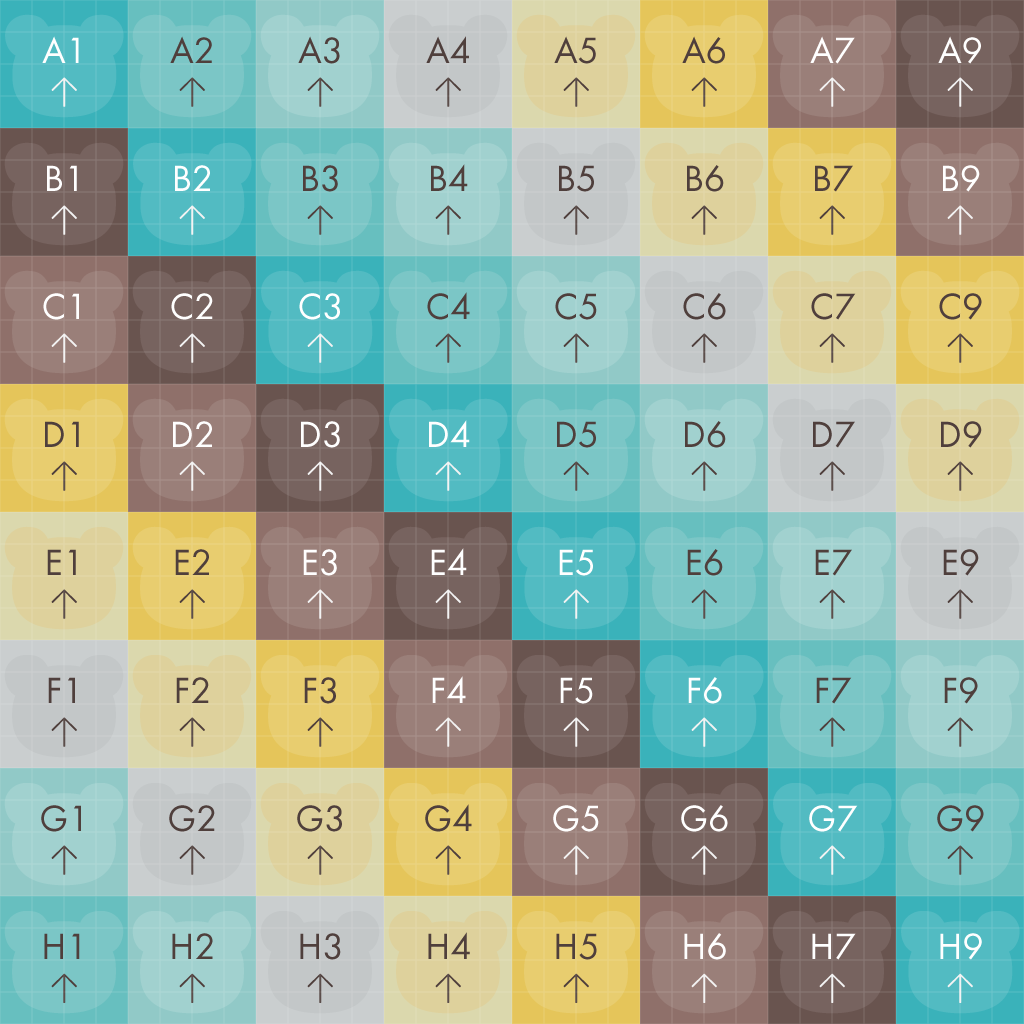 A1 A2 A3 A4 A5 A6 A7 A9
B1 B2 B3 B4 B5 B6 B7 B9
C1 C2 C3 C4 C5 C6 C7 C9
D1 D2 D3 D4 D5 D6 D7 D9
E1 E2 E3 E4 E5 E6 E7 E9
F1 F2 F3 F4 F5 F6 F7 F9
G1 G2 G3 G4 G5 G6 G7 G9
H1 H2 H3 H4 H5 H6 H7 H9